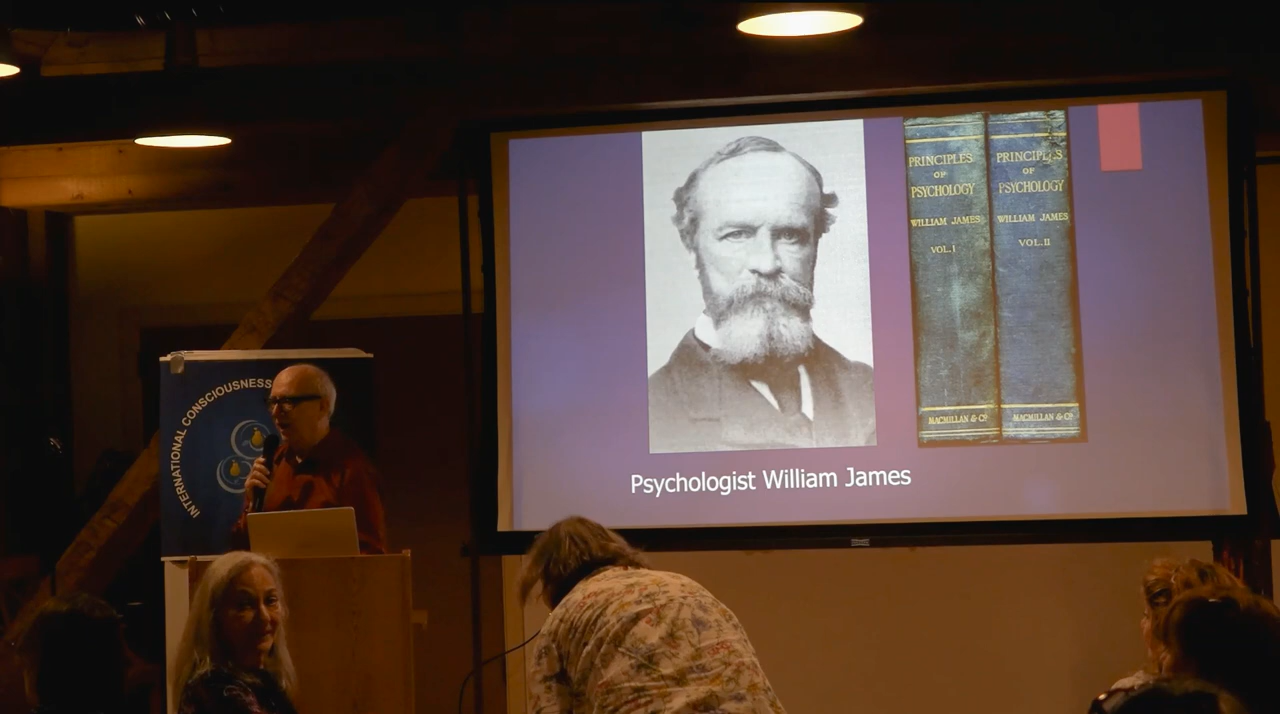 INTERNATIONAL CONSCIOUSNESS
PRINCIPLES
OF
PSYCHOLOGY
WILLIAM JAMES
VOL. I
MACMILLAN & Co
PRINCIPLES
OF
PSYCHOLOGY
WILLIAM JAMES
VOL. II
MACMILLAN & Co
Psychologist William James